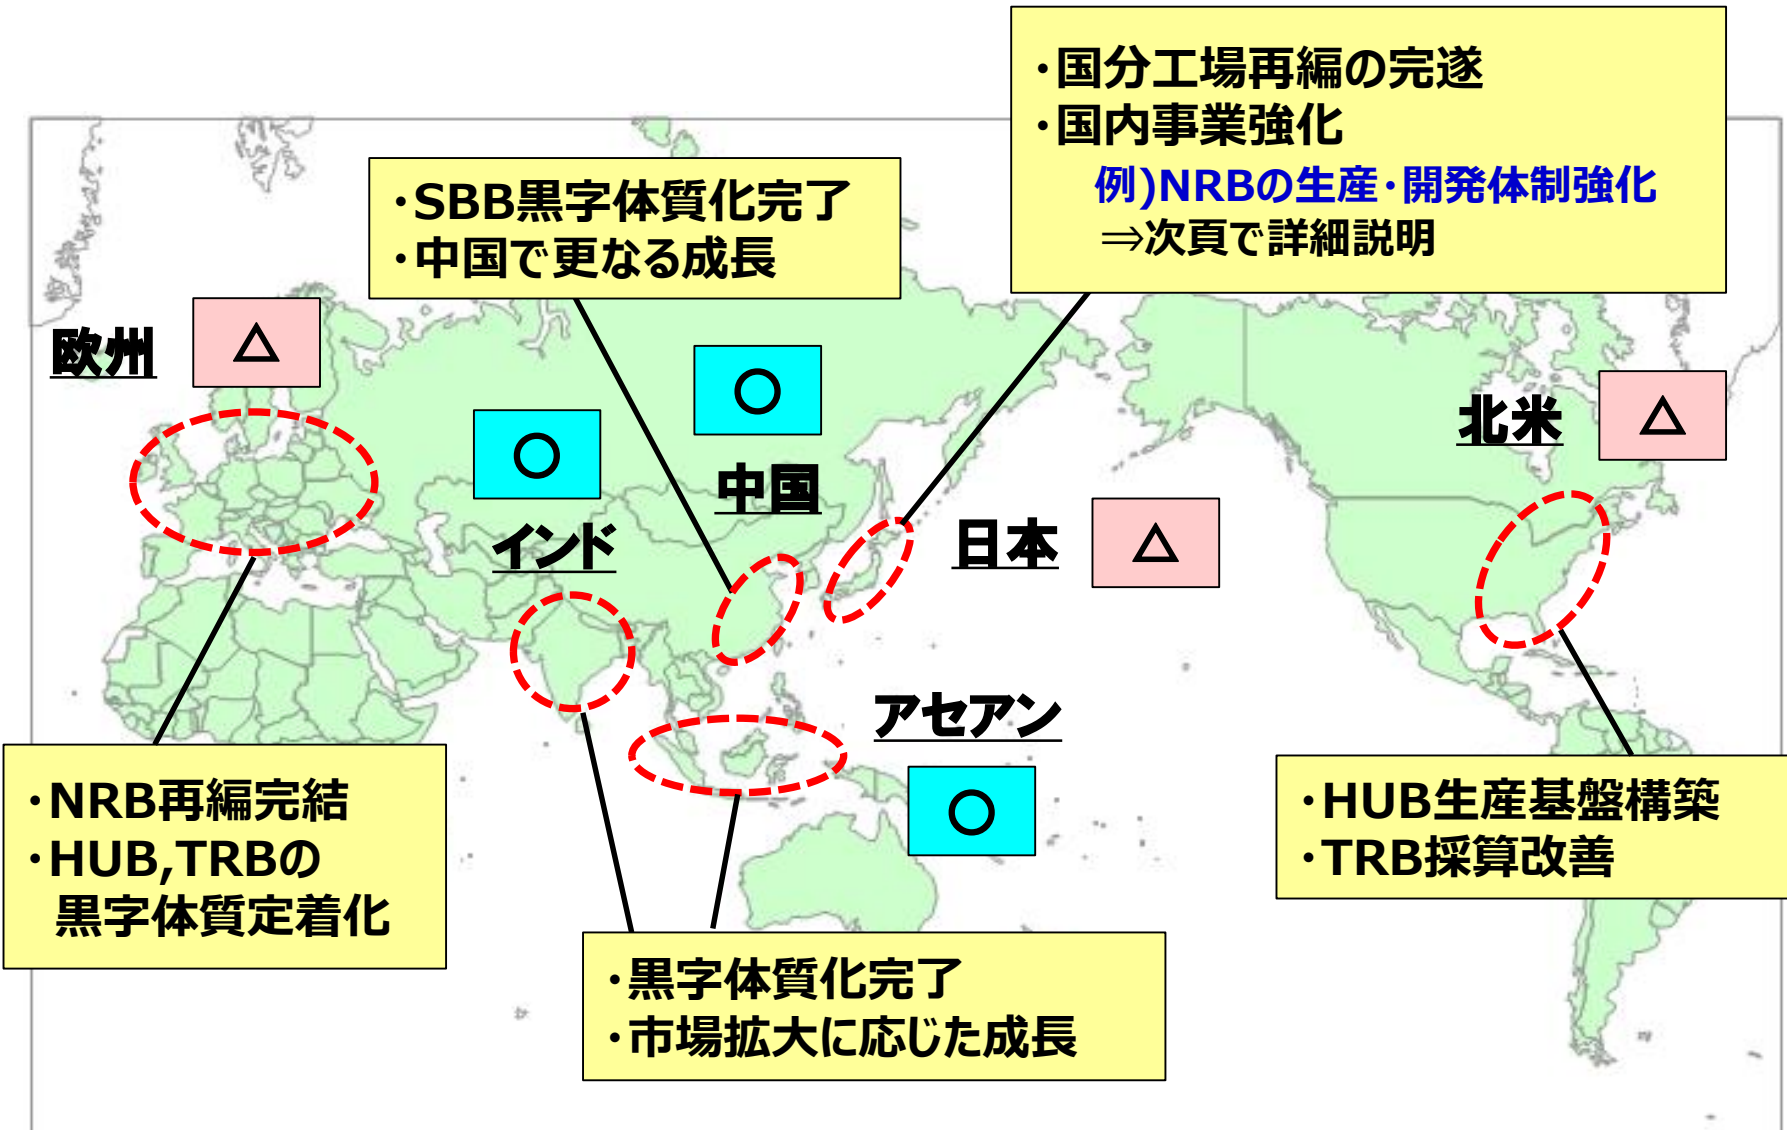 ・国分工場再編の完遂
・国内事業強化
例)NRBの生産・開発体制強化
⇒次頁で詳細説明
・SBB黒字体質化完了
・中国で更なる成長
欧州
△
○
中国
○
インド
日本
△
北米
△
アセアン
○
・NRB再編完結
・HUB,TRBの
黒字体質定着化
・HUB生産基盤構築
・TRB採算改善
・黒字体質化完了
・市場拡大に応じた成長